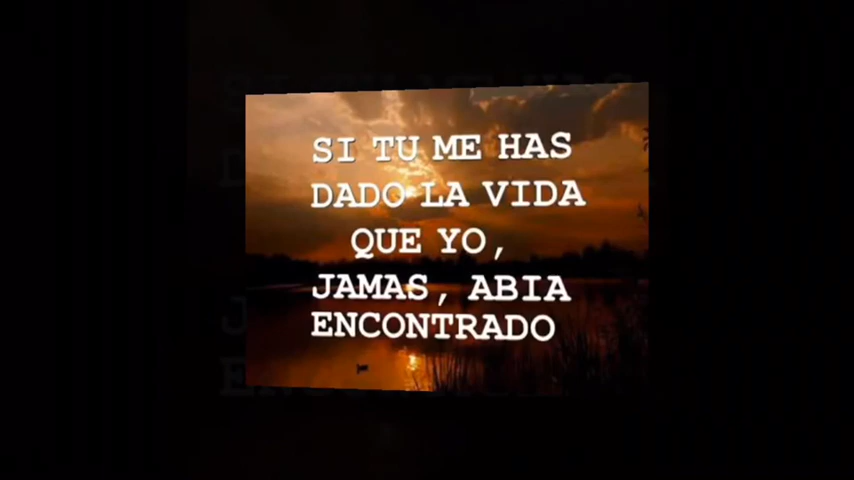 SI TU ME HAS
DADO LA VIDA
QUE YO,
JAMAS, ABIA
ENCONTRADO